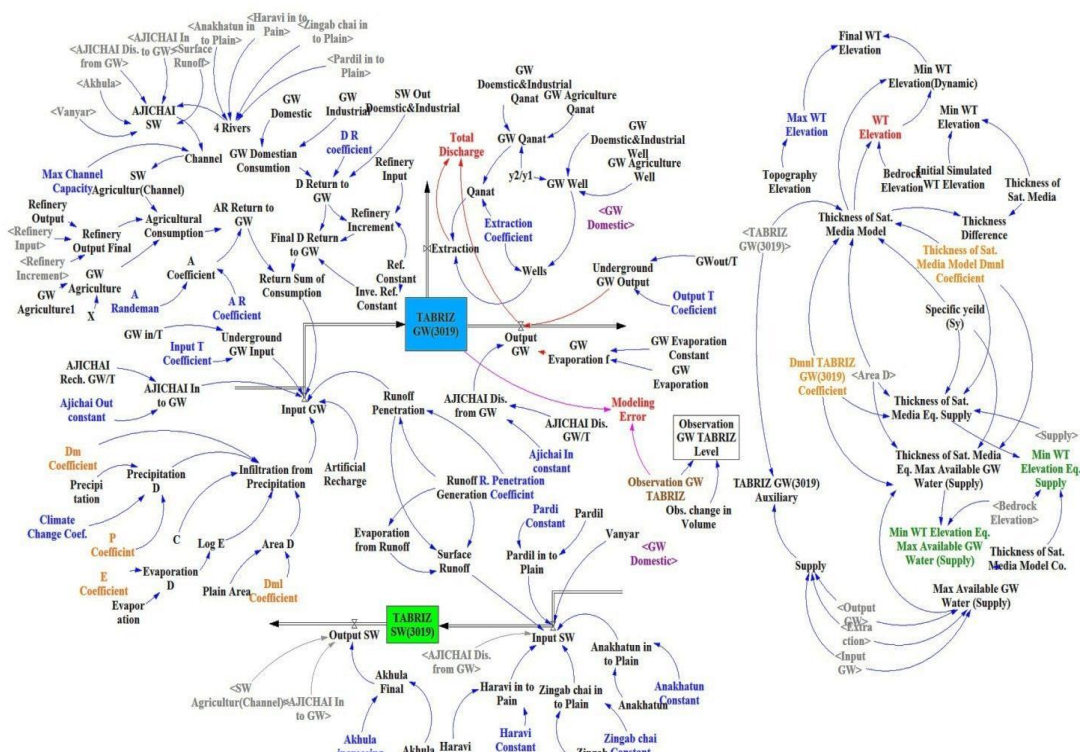 <AJICHAI Dis.
from GW>
<AJICHAI In
to GW>
<Anakhatun in
to Plain>
<Haravi in to
Pain>
<Zingab chai in
to Plain>
<Surface
Runoff>
<Pardil in to
Plain>
<Akhula>
<Vanyar>
AJICHAI
SW
4 Rivers
Channel
Max Channel
Capacity
SW
Agricultur(Channel)
GW
Domestic
GW
Industrial
SW Out
Doemstic&Industrial
GW Domestian
Consumtion
D R
coefficient
D Return to
GW
Refinery
Input
Refinery
Increment
Final D Return
to GW
Ref.
Constant
Inve. Ref.
Constant
Refinery
Output
<Refinery
Input>
<Refinery
Increment>
Refinery
Output Final
Agricultural
Consumption
AR Return to
GW
GW
Agriculture
GW
Agriculture1
X
A
Coefficient
A
Randeman
A R
Coefficient
Return Sum of
Consumption
GW in/T
Input T
Coefficient
Underground
GW Input
AJICHAI
Rech. GW/T
Ajichai Out
constant
AJICHAI In
to GW
Input GW
Total
Discharge
GW
Doemstic&Industrial
Qanat
GW Agriculture
Qanat
GW Qanat
y2/y1
GW
Doemstic&Industrial
Well
GW Agriculture
Well
GW Well
<GW
Domestic>
Qanat
Extraction
Coefficient
Extraction
Wells
Underground
GW Output
GWout/T
Output T
Coeficient
TABRIZ
GW(3019)
Output
GW
GW
Evaporation f
GW Evaporation
Constant
GW
Evaporation
AJICHAI Dis.
from GW
AJICHAI Dis.
GW/T
Ajichai In
constant
Modeling
Error
Observation
GW TABRIZ
Level
Observation GW
TABRIZ
Obs. change in
Volume
Dm
Coefficient
Precipi
tation
Precipitation
D
Climate
Change Coef.
P
Coefficint
C
Infiltration from
Precipitation
Artificial
Recharge
E
Coefficient
Evaporation
D
Evapor
ation
Log E
Plain Area
Area D
Dml
Coefficient
Runoff
Penetration
Runoff
Generation
R. Penetration
Coefficint
Evaporation
from Runoff
Surface
Runoff
Pardi
Constant
Pardil
Pardil in to
Plain
Vanyar
<GW
Domestic>
TABRIZ
SW(3019)
Output SW
Input SW
<AJICHAI Dis.
from GW>
<SW
Agricultur(Channel)>
<AJICHAI In
to GW>
Akhula
Final
Akhula
Akhula
Haravi in to
Pain
Haravi
Haravi
Constant
Zingab chai in
to Plain
Zingab chai
Constant
Anakhatun in
to Plain
Anakhatun
Anakhatun
Constant
Final WT
Elevation
Min WT
Elevation(Dynamic)
Max WT
Elevation
WT
Elevation
Min WT
Elevation
Topography
Elevation
Bedrock
Elevation
Initial Simulated
WT Elevation
Thickness of
Sat. Media
<TABRIZ
GW(3019)>
Thickness of Sat.
Media Model
Thickness
Difference
Thickness of Sat.
Media Model Dmnl
Coefficient
Specific yeild
(Sy)
Dmnl TABRIZ
GW(3019)
Coefficient
<Area D>
Thickness of Sat.
Media Eq. Supply
<Supply>
Thickness of Sat. Media
Eq. Max Available GW
Water (Supply)
Min WT
Elevation Eq.
Supply
TABRIZ GW(3019)
Auxiliary
<Bedrock
Elevation>
Min WT Elevation Eq.
Max Available GW
Water (Supply)
Thickness of Sat.
Media Model Co.
Supply
Max Available GW
Water (Supply)
<Output
GW>
<Extra
ction>
<Input
GW>